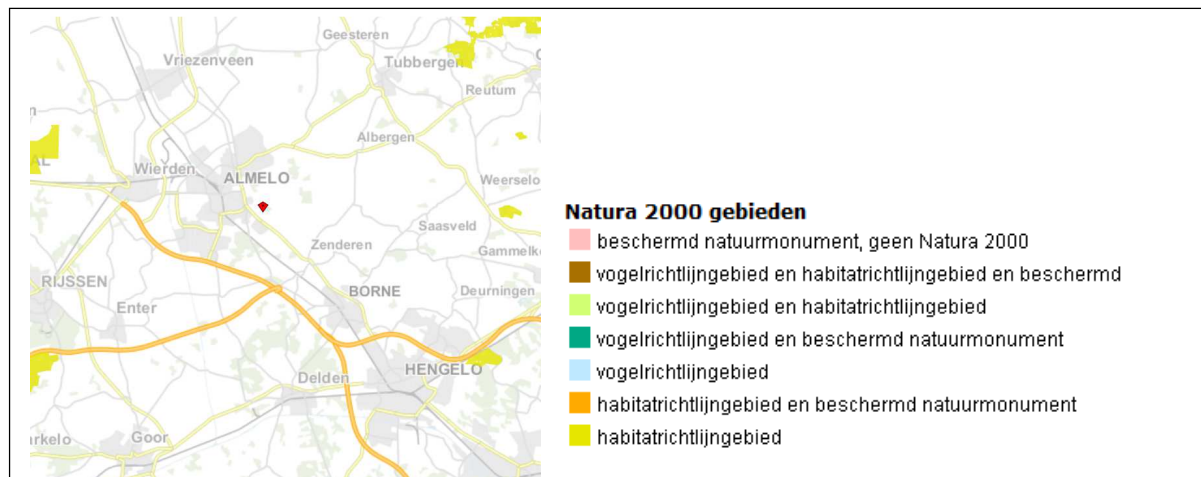 Geesteren
Vriezenveen
Tubbergen
Reutum
Albergen
AL
Wierden
ALMELO
Weerselo
Saasveld
Zenderen
Gammelke
RIJSSEN
BORNE
Deurningen
Enter
HENGELO
Delden
arkelo
Goor
Natura 2000 gebieden
beschermd natuurmonument, geen Natura 2000
vogelrichtlijngebied en habitatrichtlijngebied en beschermd
vogelrichtlijngebied en habitatrichtlijngebied
vogelrichtlijngebied en beschermd natuurmonument
vogelrichtlijngebied
habitatrichtlijngebied en beschermd natuurmonument
habitatrichtlijngebied